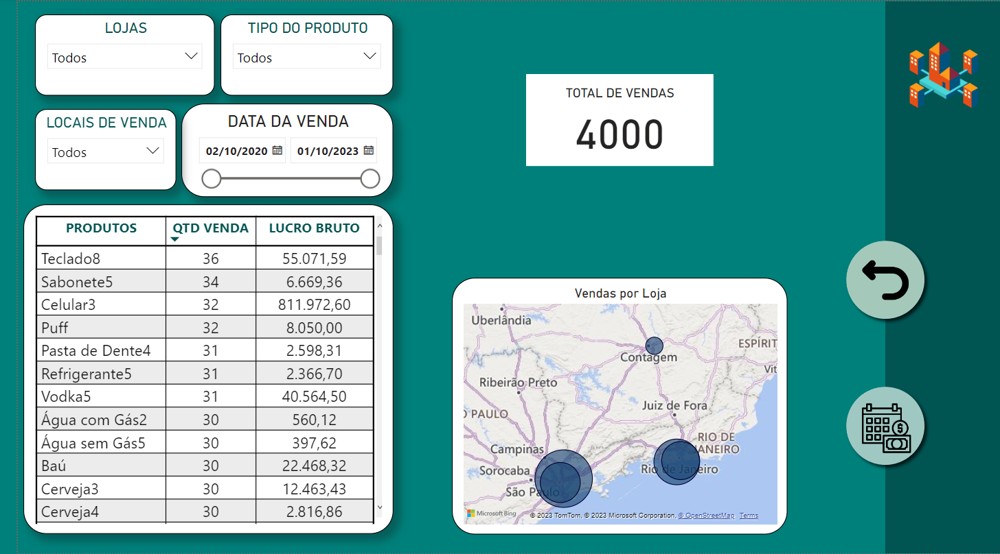 LOJAS
Todos
TIPO DO PRODUTO
Todos
LOCAIS DE VENDA
Todos
DATA DA VENDA
02/10/2020 01/10/2023
TOTAL DE VENDAS
4000
PRODUTOS QTD VENDA LUCRO BRUTO
Teclado8 36 55.071,59
Sabonete5 34 6.669,36
Celular3 32 811.972,60
Puff 32 8.050,00
Pasta de Dente4 31 2.598,31
Refrigerante5 31 2.366,70
Vodka5 31 40.564,50
Água com Gás2 30 560,12
Água sem Gás5 30 397,62
Baú 30 22.468,32
Cerveja3 30 12.463,43
Cerveja4 30 2.816,86
Vendas por Loja
Uberlândia
ESPÍRIT
Contagem
Vit
Ribeirão Preto
Juiz de Fora
O PAULO
RIO DE
JANEIRO
Campinas
Sorocaba
Rio de Janeiro
São Paulo
Microsoft Bing
© 2023 TomTom, © 2023 Microsoft Corporation, © OpenStreetMap Terms
$